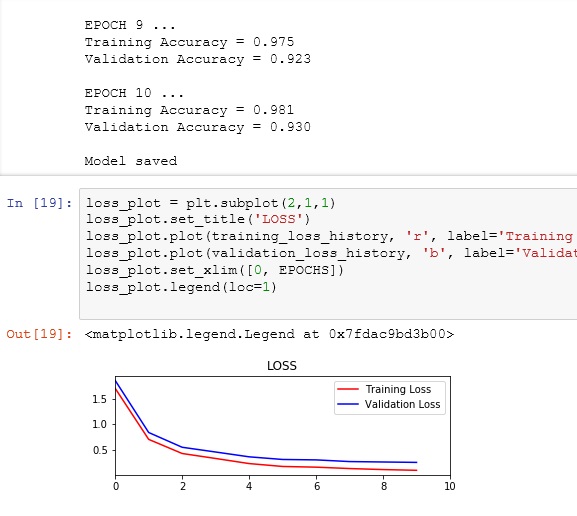 EPOCH 9 ...
Training Accuracy = 0.975
Validation Accuracy = 0.923
EPOCH 10 ...
Training Accuracy = 0.981
Validation Accuracy = 0.930
Model saved
In [19]: loss_plot = plt.subplot(2,1,1)
loss_plot.set_title('LOSS')
loss_plot.plot(training_loss_history, 'r', label='Training
loss_plot.plot(validation_loss_history, 'b', label='Validat
loss_plot.set_xlim([0, EPOCHS])
loss_plot.legend(loc=1)
Out[19]: <matplotlib.legend.Legend at 0x7fdac9bd3b00>
LOSS
Training Loss
Validation Loss
1.5
1.0
0.5
0 2 4 6 8 10